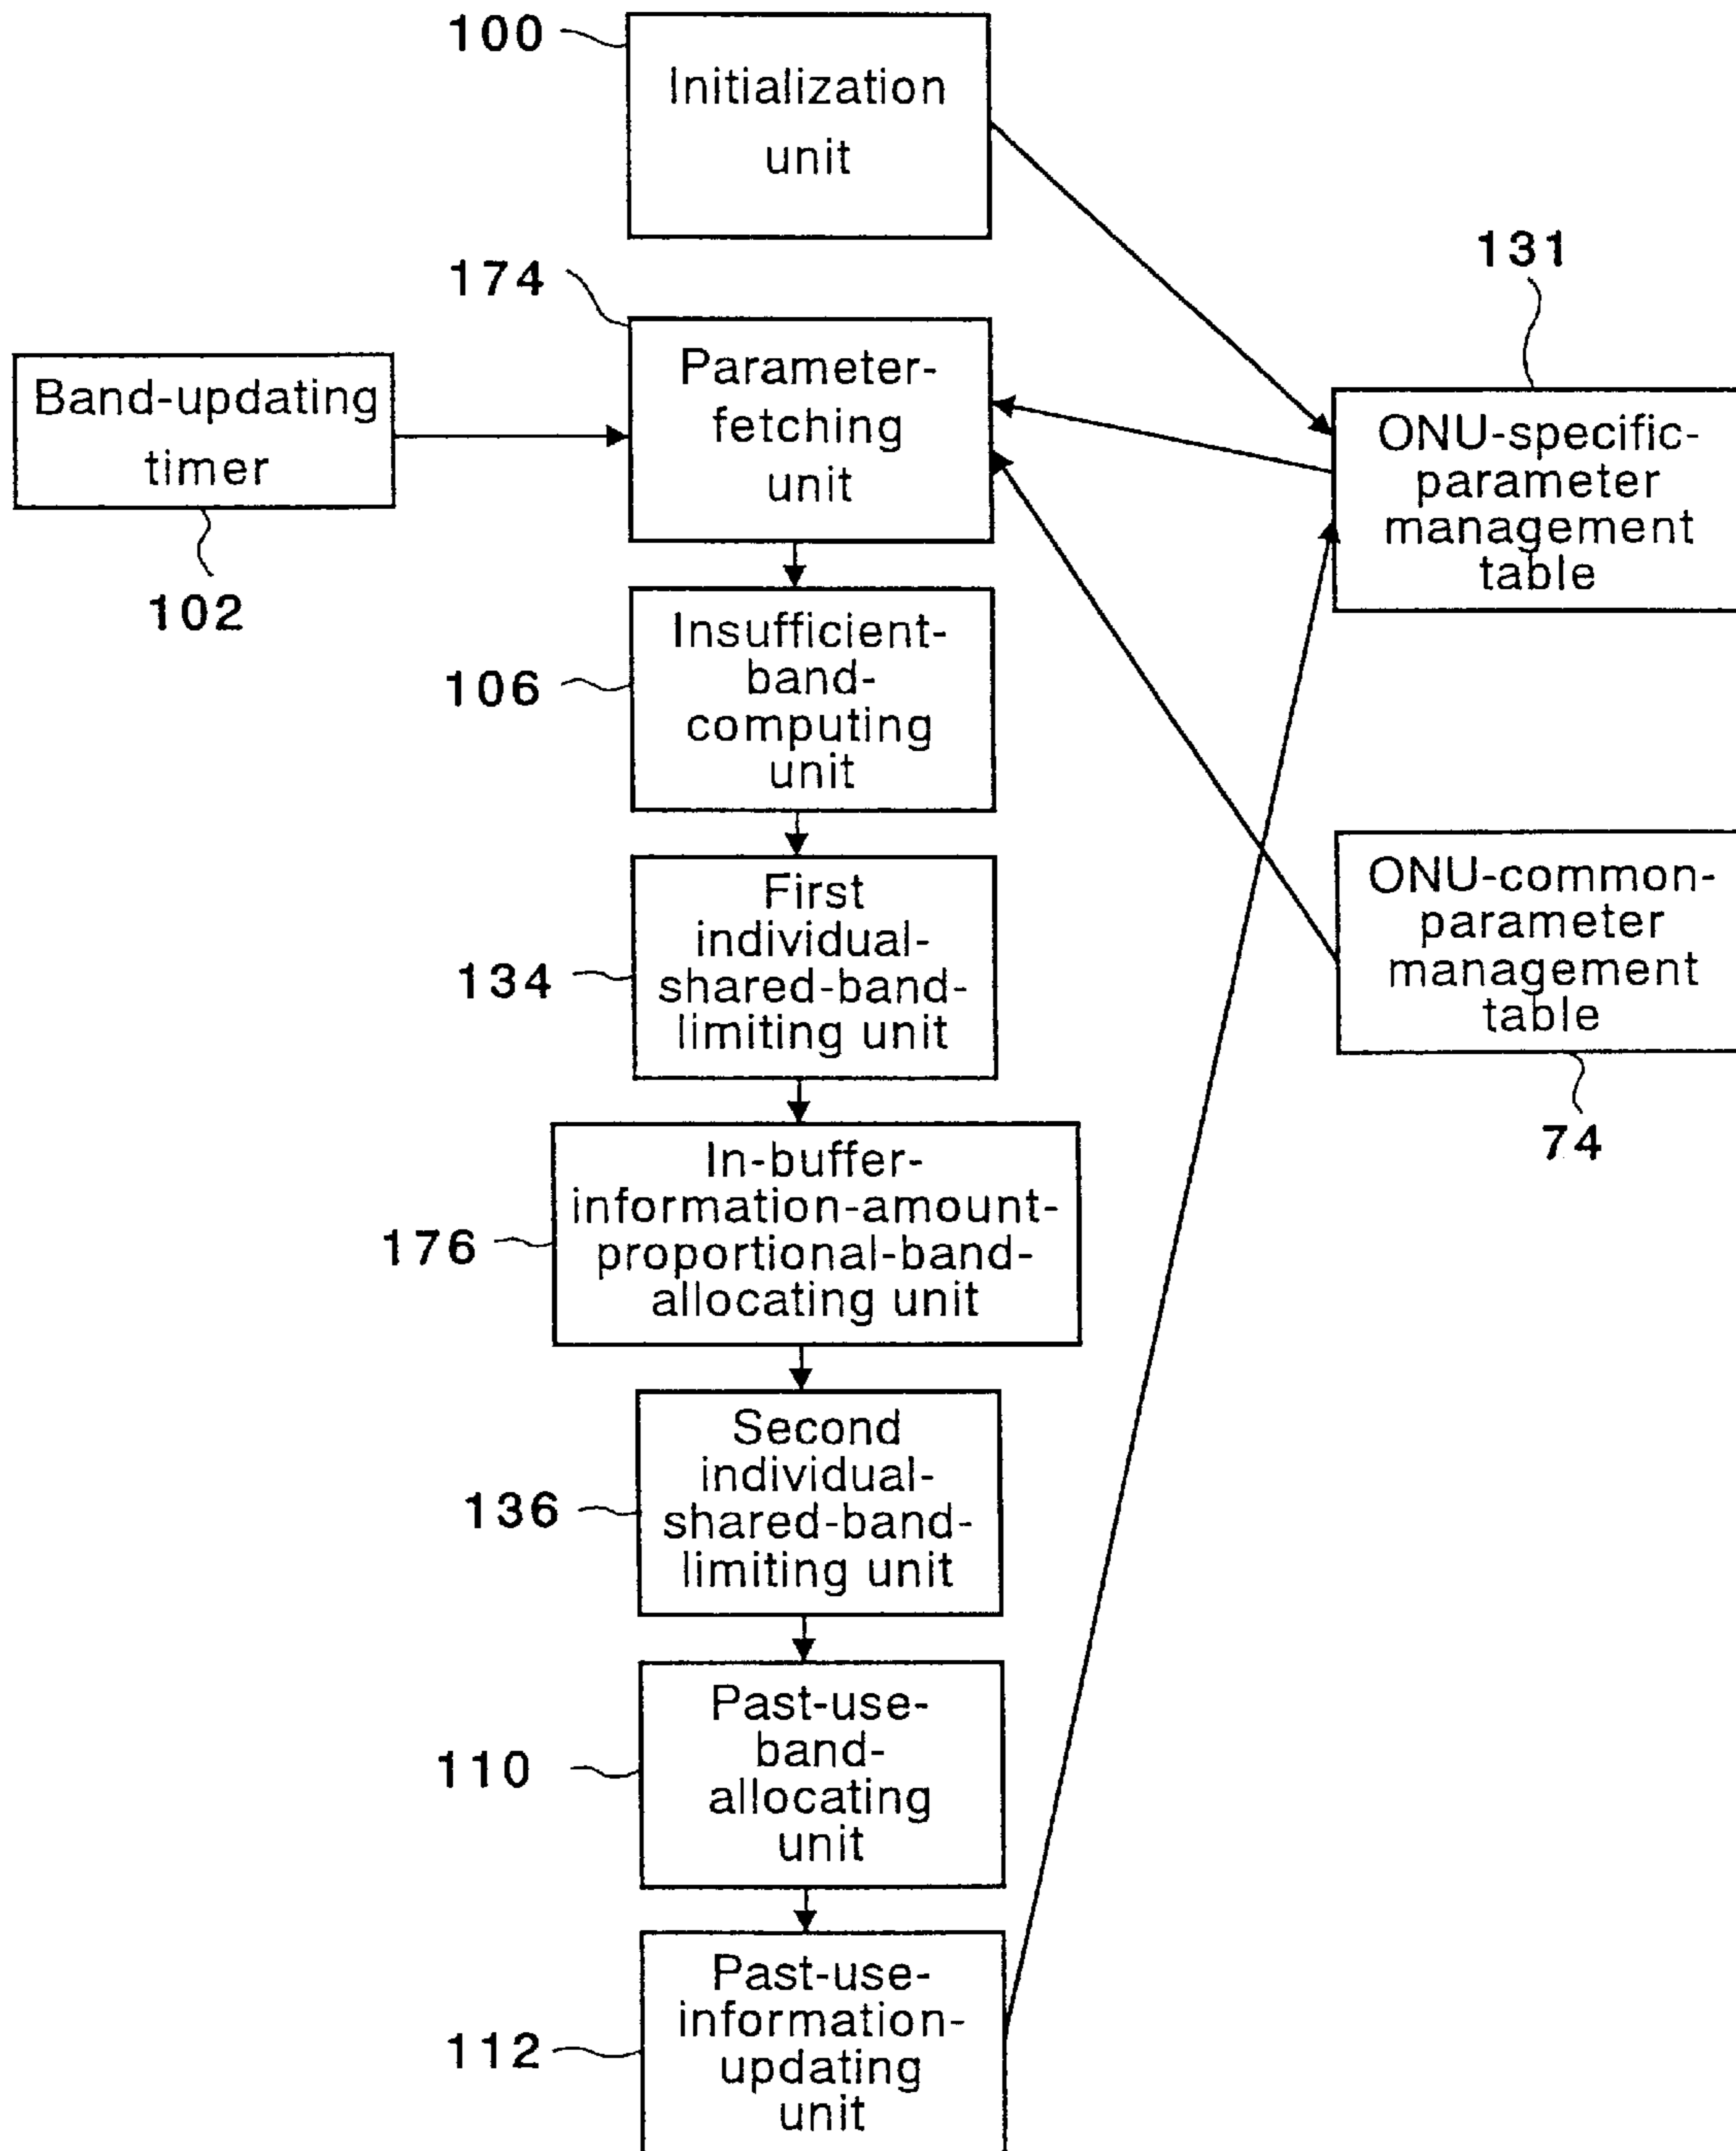 100
Initialization
unit
174
131
Parameter-
fetching
unit
Band-updating
timer
102
ONU-specific-
parameter
management
table
Insufficient-
band-
computing
unit
106
First
individual-
shared-band-
limiting unit
134
ONU-common-
parameter
management
table
74
In-buffer-
information-amount-
proportional-band-
allocating unit
176
Second
individual-
shared-band-
limiting unit
136
Past-use-
band-
allocating
unit
110
Past-use-
information-
updating
unit
112